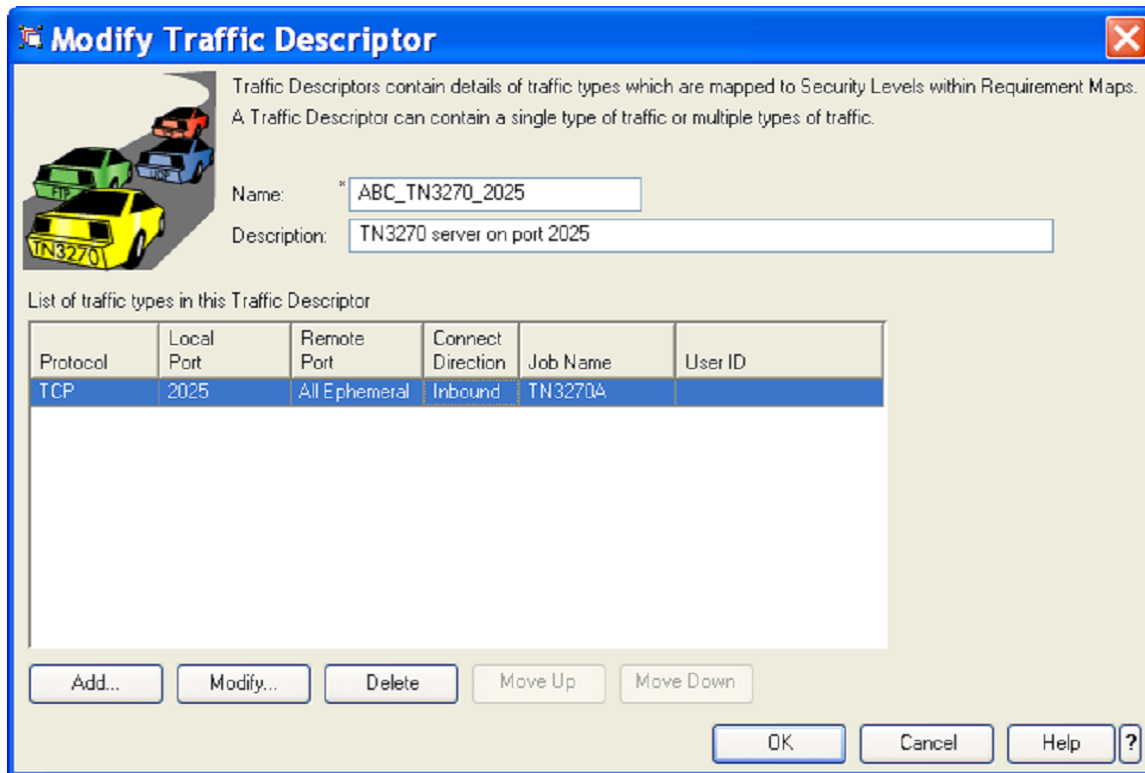 Modify Traffic Descriptor
Traffic Descriptors contain details of traffic types which are mapped to Security Levels within Requirement Maps.
A Traffic Descriptor can contain a single type of traffic or multiple types of traffic.
FTP
UDP
TN3270
Name: * ABC_TN3270_2025
Description: TN3270 server on port 2025
List of traffic types in this Traffic Descriptor
Protocol Local Port Remote Port Connect Direction Job Name User ID
TCP 2025 All Ephemeral Inbound TN3270A
Add... Modify... Delete Move Up Move Down
OK Cancel Help ?